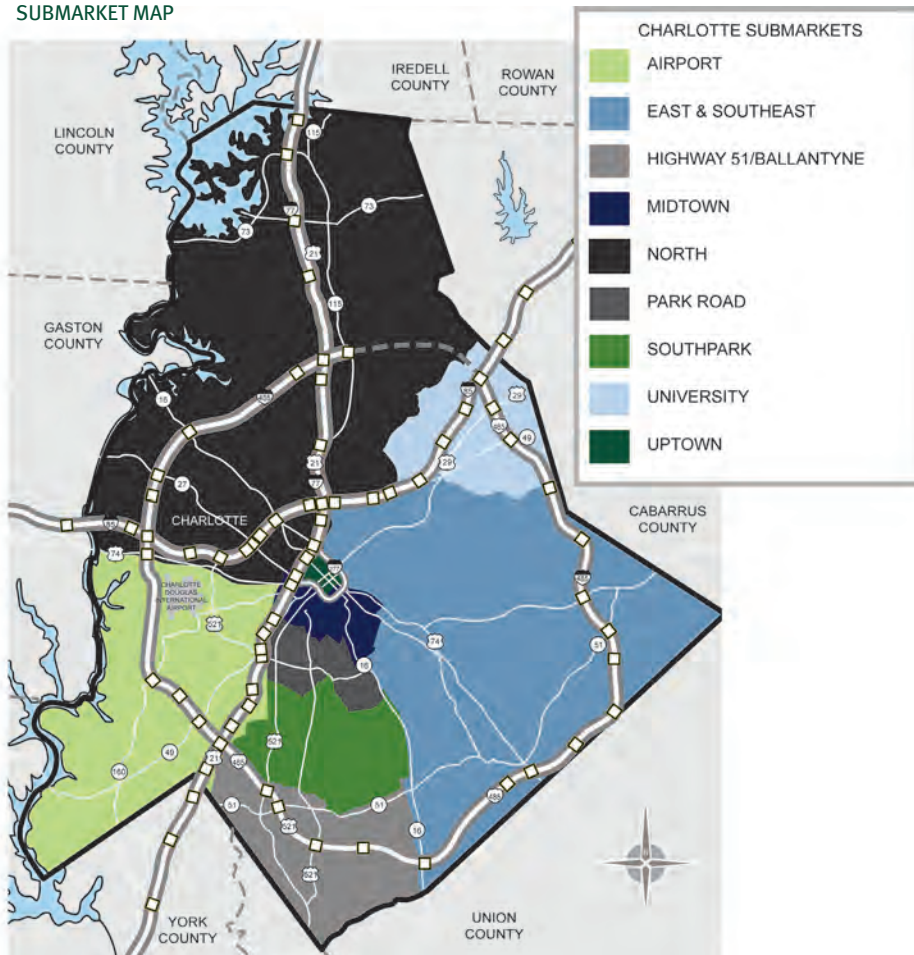 SUBMARKET MAP
CHARLOTTE SUBMARKETS
AIRPORT
EAST & SOUTHEAST
HIGHWAY 51/BALLANTYNE
MIDTOWN
NORTH
PARK ROAD
SOUTHPARK
UNIVERSITY
UPTOWN
IREDELL
COUNTY
ROWAN
COUNTY
LINCOLN
COUNTY
115
73
77
73
21
115
GASTON
COUNTY
16
485
85
29
485
49
29
21
77
27
CHARLOTTE
85
74
CABARRUS
COUNTY
CHARLOTTE
DOUGLAS
INTERNATIONAL
AIRPORT
521
485
51
74
16
49
21
485
521
160
51
51
521
16
485
521
YORK
COUNTY
UNION
COUNTY